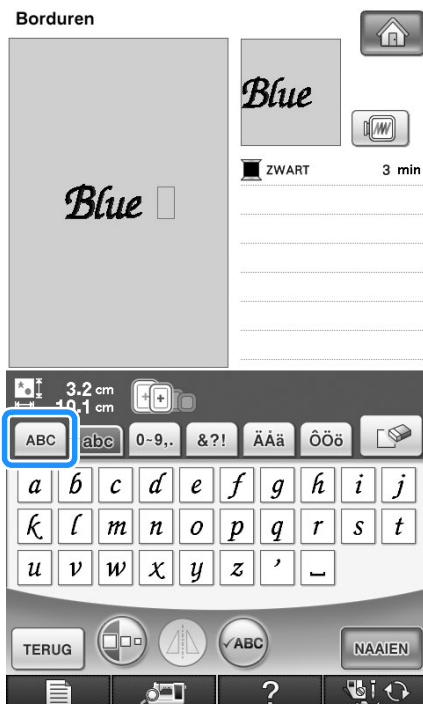 Borduren
Blue
Blue
ZWART 3 min
3.2 cm
19.1 cm
ABC abc 0~9,. &?! ÄÅä ÔÖö
a b c d e f g h i j
k l m n o p q r s t
u v w x y z ’ ⎵
TERUG ✓ABC NAAIEN
? i